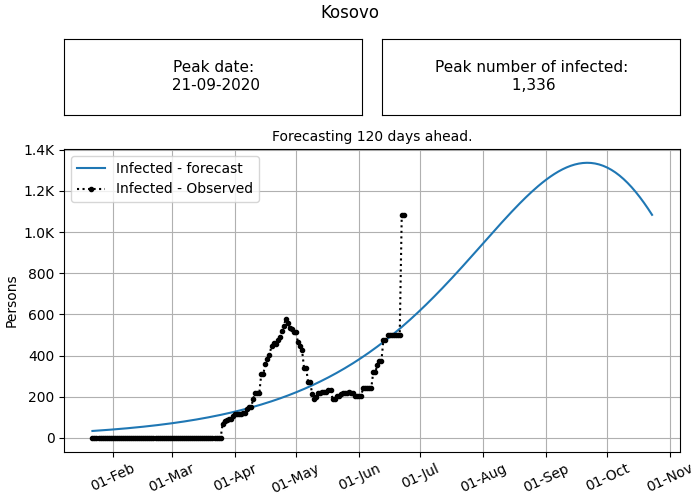 Kosovo
Peak date:
21-09-2020
Peak number of infected:
1,336
Forecasting 120 days ahead.
Infected - forecast
Infected - Observed
Persons
1.4K
1.2K
1.0K
800
600
400
200
0
01-Feb
01-Mar
01-Apr
01-May
01-Jun
01-Jul
01-Aug
01-Sep
01-Oct
01-Nov